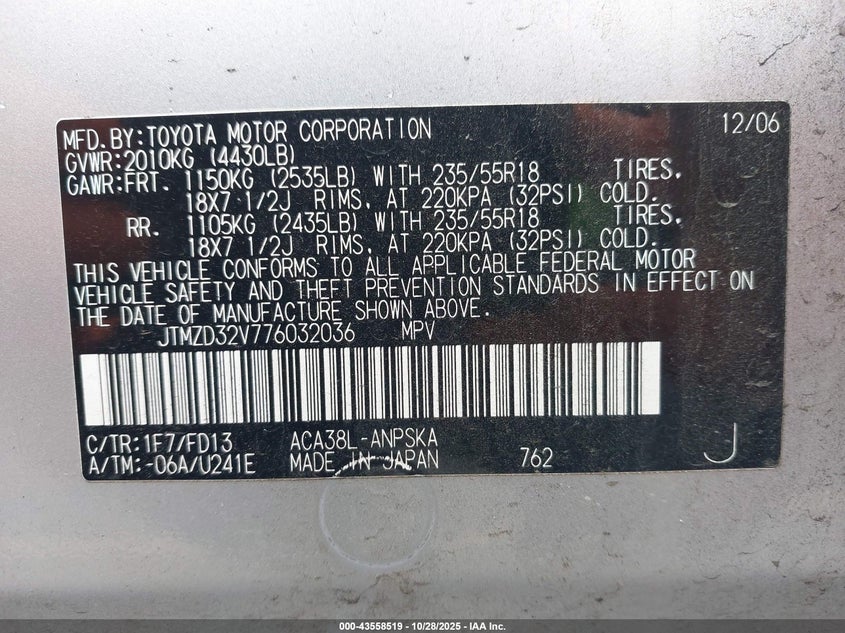 12/06
MFD.BY:TOYOTA MOTOR CORPORATION
GVWR:2010KG (4430LB)
GAWR:FRT. 1150KG (2535LB) WITH 235/55R18 TIRES,
18X7 1/2J RIMS, AT 220KPA (32PSI) COLD.
RR. 1105KG (2435LB) WITH 235/55R18 TIRES,
18X7 1/2J RIMS, AT 220KPA (32PSI) COLD.
THIS VEHICLE CONFORMS TO ALL APPLICABLE FEDERAL MOTOR
VEHICLE SAFETY AND THEFT PREVENTION STANDARDS IN EFFECT ON
THE DATE OF MANUFACTURE SHOWN ABOVE.
JTMZD32V776032036 MPV
C/TR:1F7/FD13 ACA38L-ANPSKA
A/TM:-06A/U241E MADE IN JAPAN 762 J
000-43558519 | 10/28/2025 - IAA Inc.